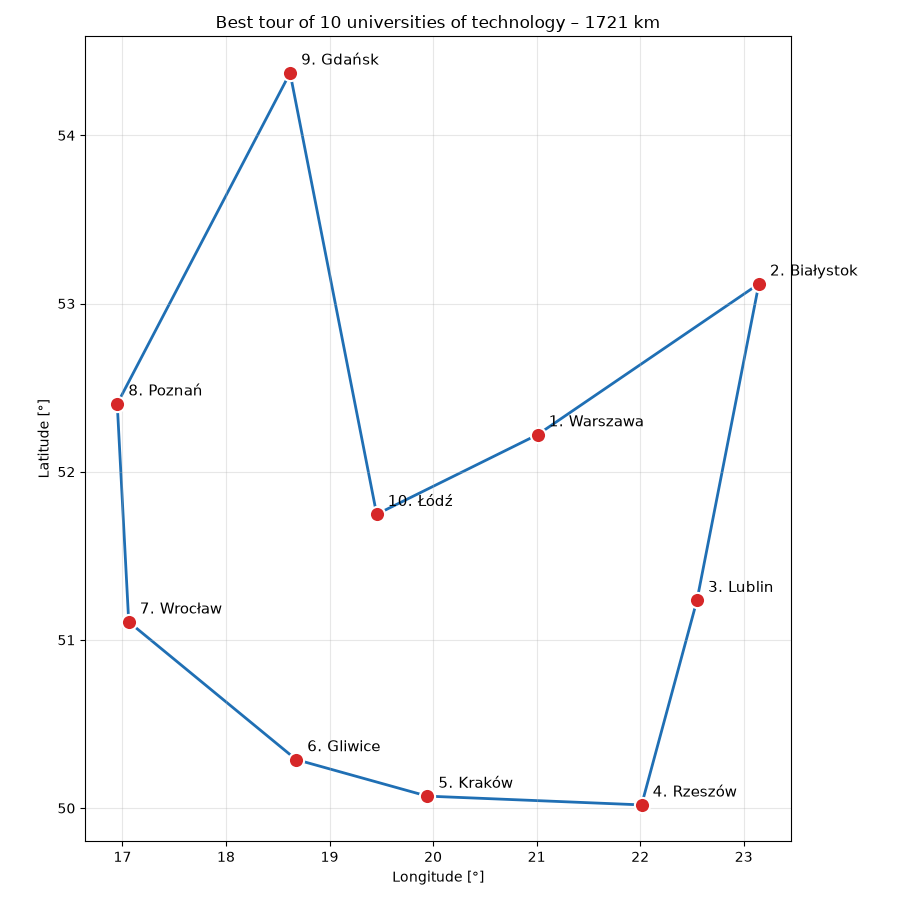 Best tour of 10 universities of technology – 1721 km
9. Gdańsk
54
2. Białystok
53
8. Poznań
1. Warszawa
Latitude [°]
52
10. Łódź
3. Lublin
7. Wrocław
51
6. Gliwice
5. Kraków
4. Rzeszów
50
17 18 19 20 21 22 23
Longitude [°]